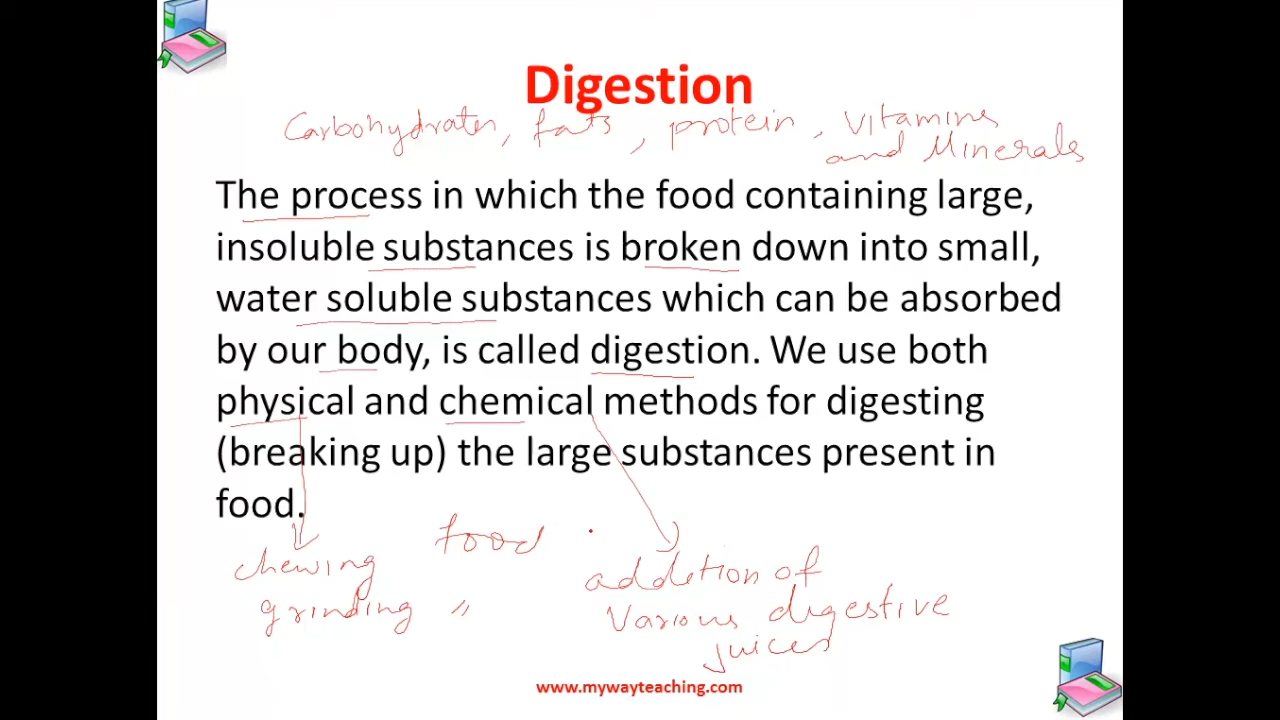 Digestion
Carbohydrates, fats, protein, vitamins
and Minerals
The process in which the food containing large,
insoluble substances is broken down into small,
water soluble substances which can be absorbed
by our body, is called digestion. We use both
physical and chemical methods for digesting
(breaking up) the large substances present in
food.
chewing food
grinding "
addition of
various digestive
juices
www.mywayteaching.com